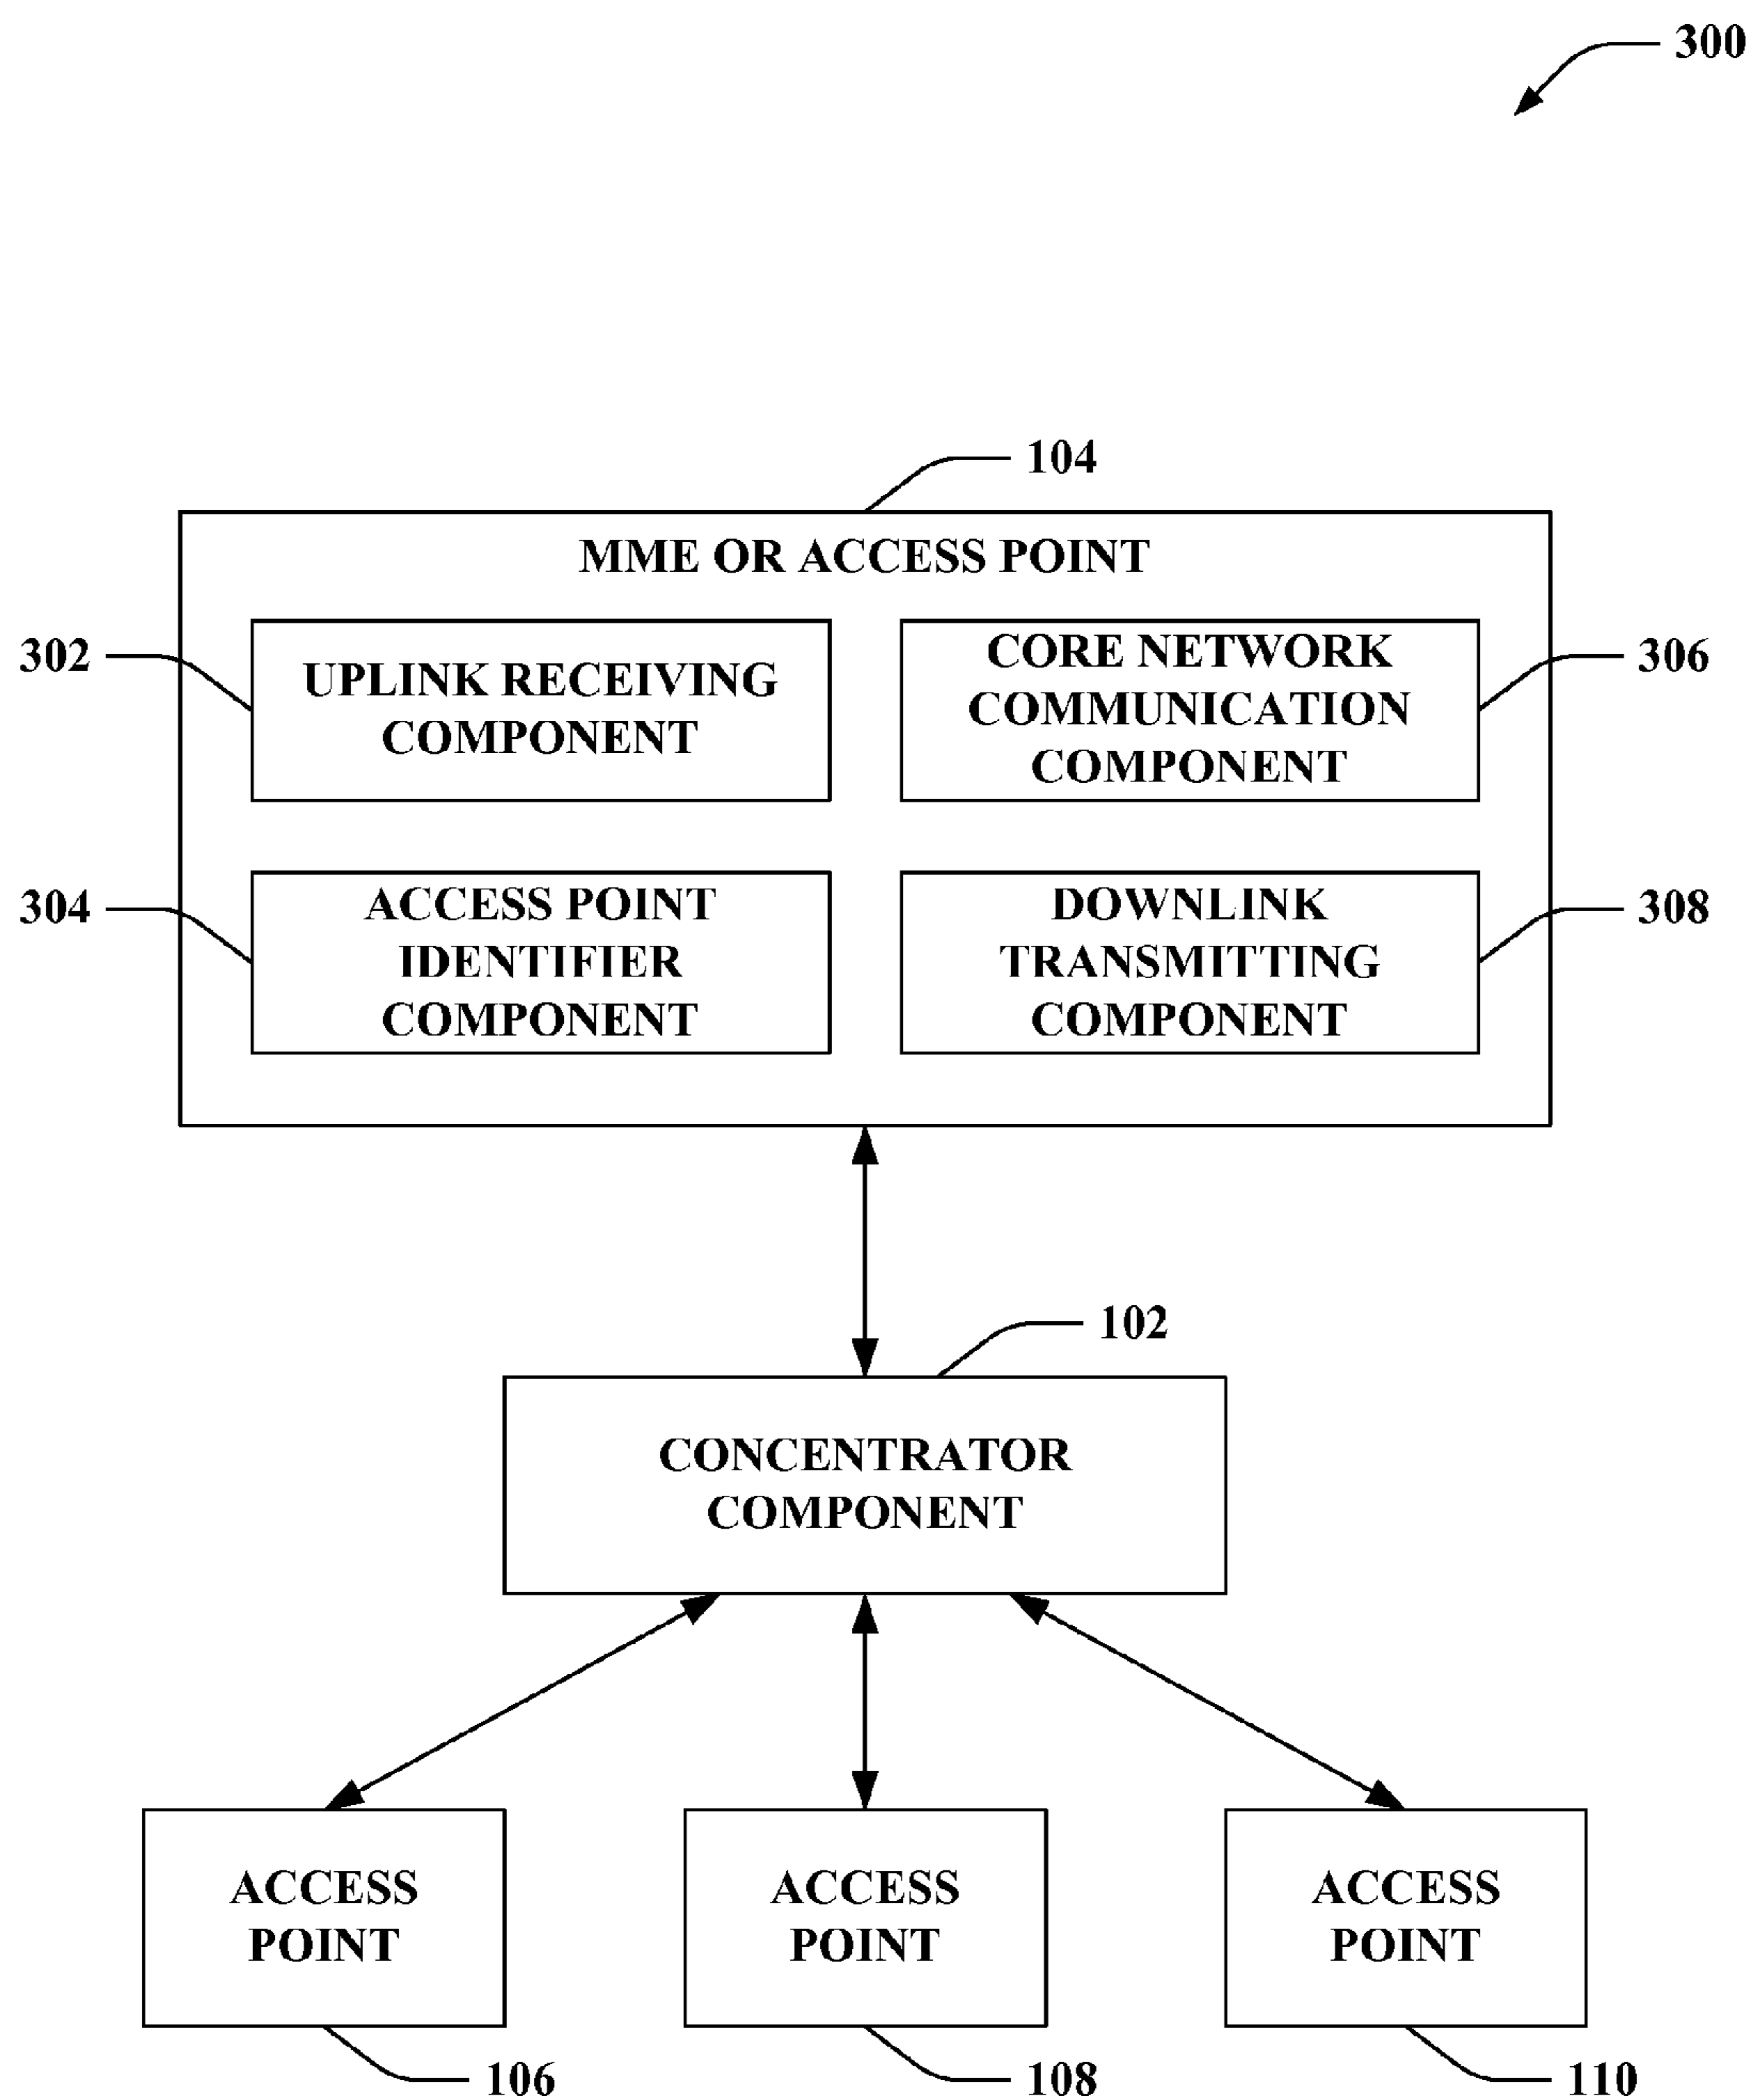 300
104
MME OR ACCESS POINT
302
UPLINK RECEIVING
COMPONENT
CORE NETWORK
COMMUNICATION
COMPONENT
306
304
ACCESS POINT
IDENTIFIER
COMPONENT
DOWNLINK
TRANSMITTING
COMPONENT
308
102
CONCENTRATOR
COMPONENT
ACCESS
POINT
ACCESS
POINT
ACCESS
POINT
106
108
110